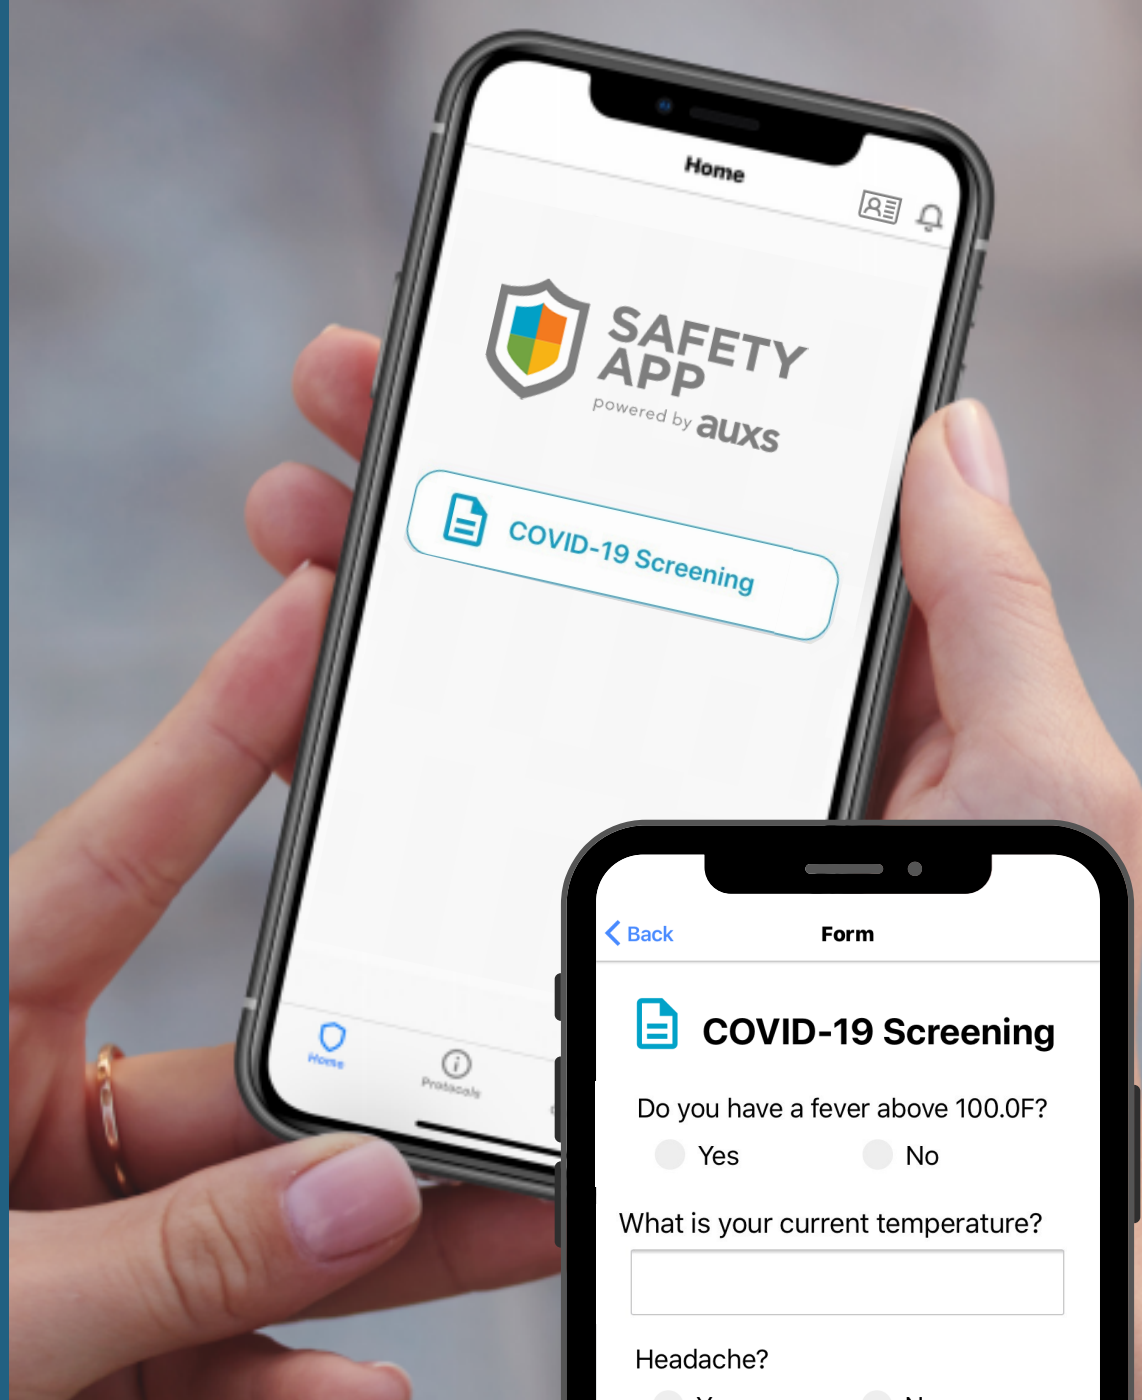 Home
SAFETY
APP
powered by auxs
COVID-19 Screening
Home
Protocols
Back
Form
COVID-19 Screening
Do you have a fever above 100.0F?
Yes No
What is your current temperature?
Headache?